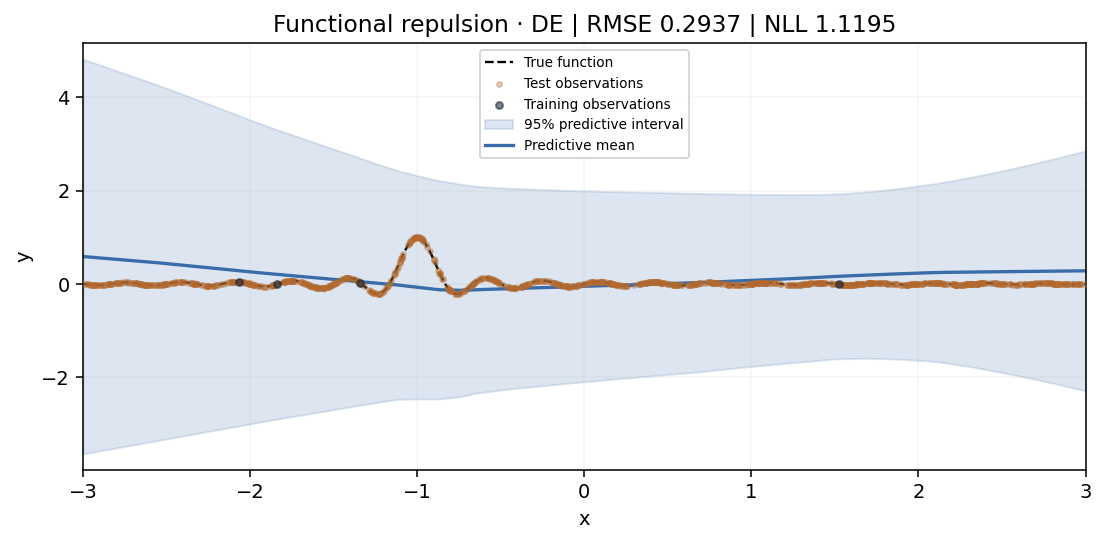 Functional repulsion · DE | RMSE 0.2937 | NLL 1.1195
True function
Test observations
Training observations
95% predictive interval
Predictive mean
y
4
2
0
−2
−3
−2
−1
0
1
2
3
x